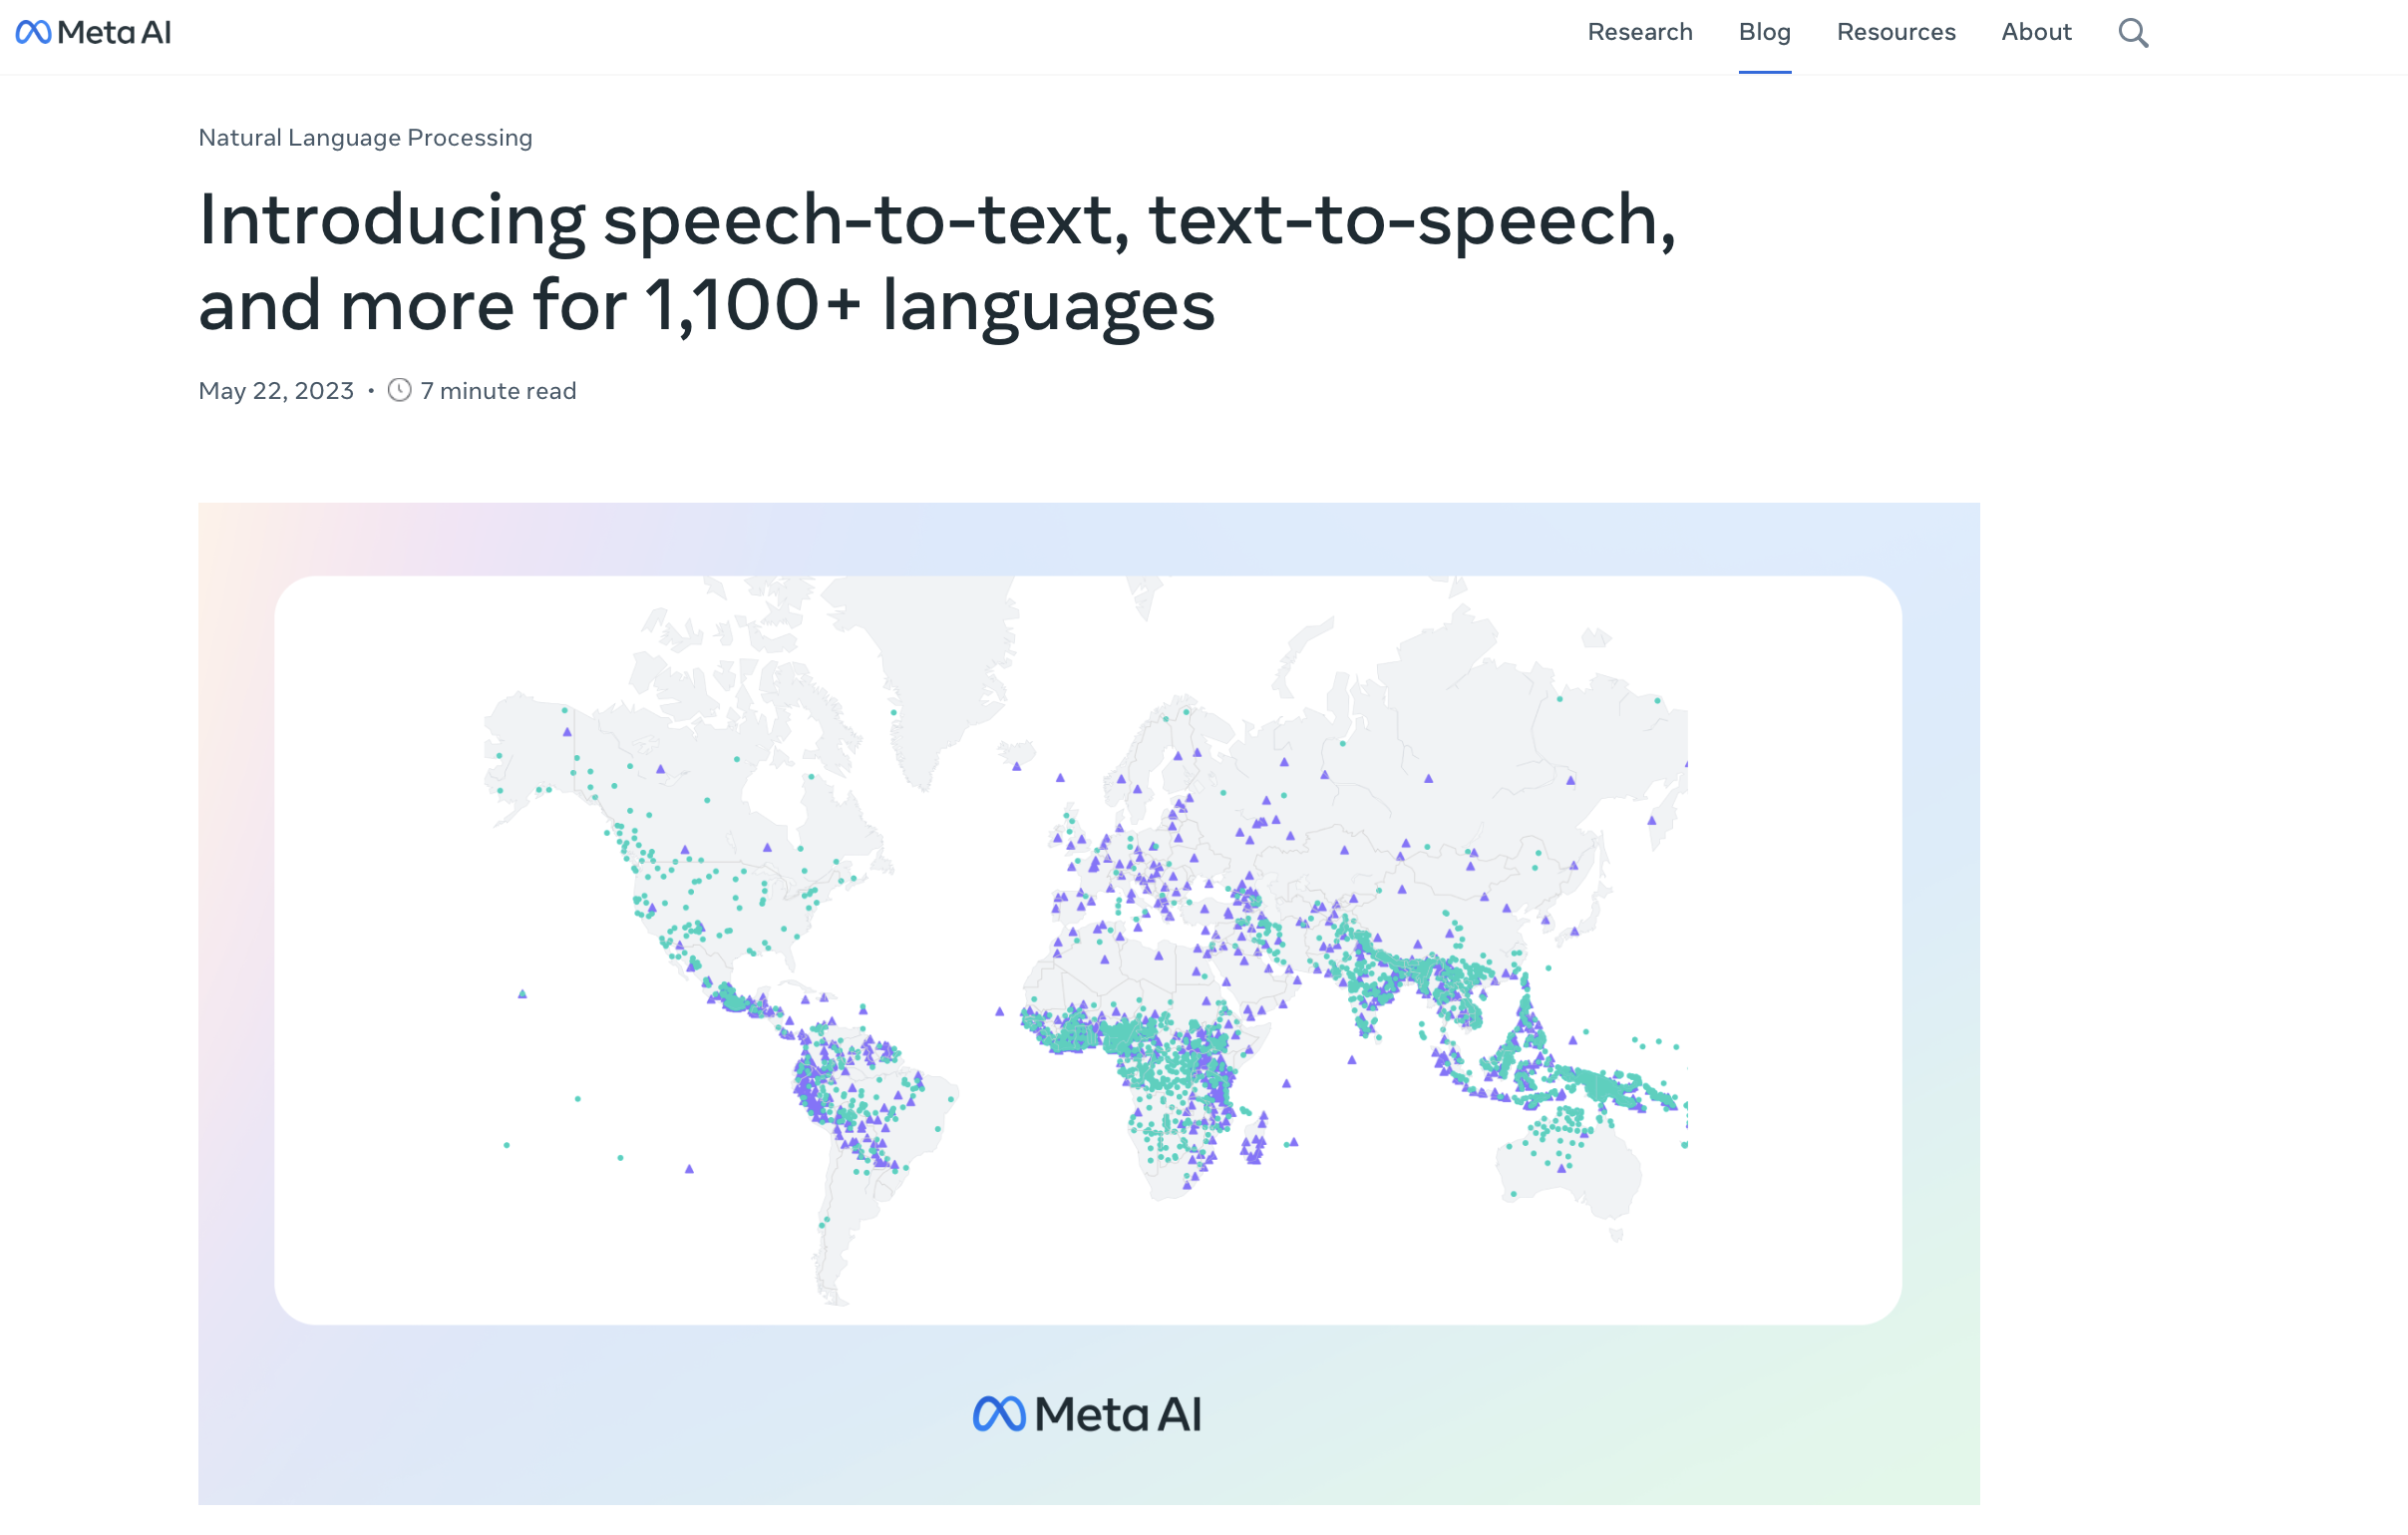 Meta AI
Research Blog Resources About
Natural Language Processing
Introducing speech-to-text, text-to-speech,
and more for 1,100+ languages
May 22, 2023 • 7 minute read
Meta AI